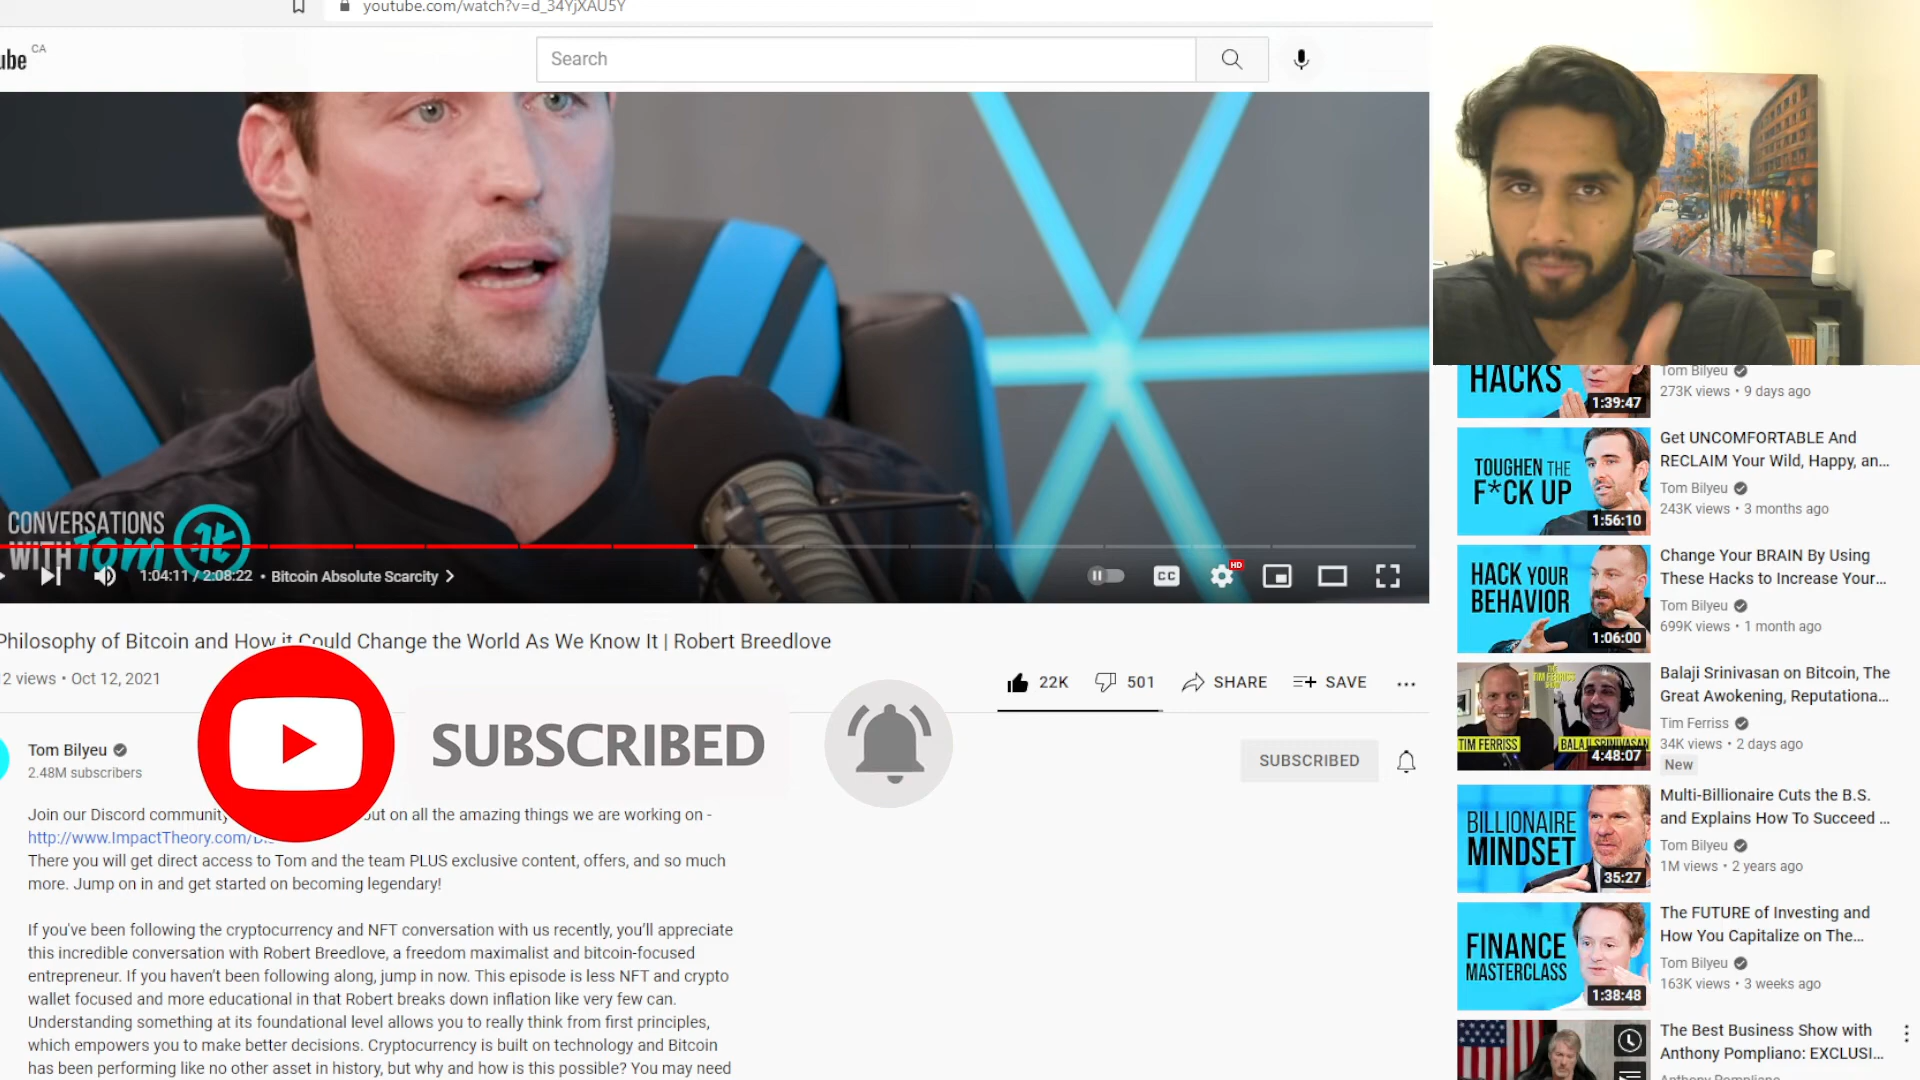 youtube.com/watch?v=d_34YjXAU5Y
ube CA
Search
CONVERSATIONS
WITH Tom it
1:04:11 / 2:08:22 • Bitcoin Absolute Scarcity
CC
HD
Philosophy of Bitcoin and How it Could Change the World As We Know It | Robert Breedlove
2 views • Oct 12, 2021
22K 501 SHARE SAVE
Tom Bilyeu
2.48M subscribers
SUBSCRIBED
SUBSCRIBED
Join our Discord community out on all the amazing things we are working on -
http://www.ImpactTheory.com/
There you will get direct access to Tom and the team PLUS exclusive content, offers, and so much
more. Jump on in and get started on becoming legendary!
If you've been following the cryptocurrency and NFT conversation with us recently, you'll appreciate
this incredible conversation with Robert Breedlove, a freedom maximalist and bitcoin-focused
entrepreneur. If you haven't been following along, jump in now. This episode is less NFT and crypto
wallet focused and more educational in that Robert breaks down inflation like very few can.
Understanding something at its foundational level allows you to really think from first principles,
which empowers you to make better decisions. Cryptocurrency is built on technology and Bitcoin
has been performing like no other asset in history, but why and how is this possible? You may need
HACKS
1:39:47
Tom Bilyeu
273K views • 9 days ago
TOUGHEN THE
F*CK UP
1:56:10
Get UNCOMFORTABLE And
RECLAIM Your Wild, Happy, an...
Tom Bilyeu
243K views • 3 months ago
HACK YOUR
BEHAVIOR
1:06:00
Change Your BRAIN By Using
These Hacks to Increase Your...
Tom Bilyeu
699K views • 1 month ago
THE
TIM FERRISS
SHOW
TIM FERRISS
BALAJI SRINIVASAN
4:48:07
Balaji Srinivasan on Bitcoin, The
Great Awokening, Reputationa...
Tim Ferriss
34K views • 2 days ago
New
BILLIONAIRE
MINDSET
35:27
Multi-Billionaire Cuts the B.S.
and Explains How To Succeed ...
Tom Bilyeu
1M views • 2 years ago
FINANCE
MASTERCLASS
1:38:48
The FUTURE of Investing and
How You Capitalize on The...
Tom Bilyeu
163K views • 3 weeks ago
The Best Business Show with
Anthony Pompliano: EXCLUSI...
Anthony Pompliano